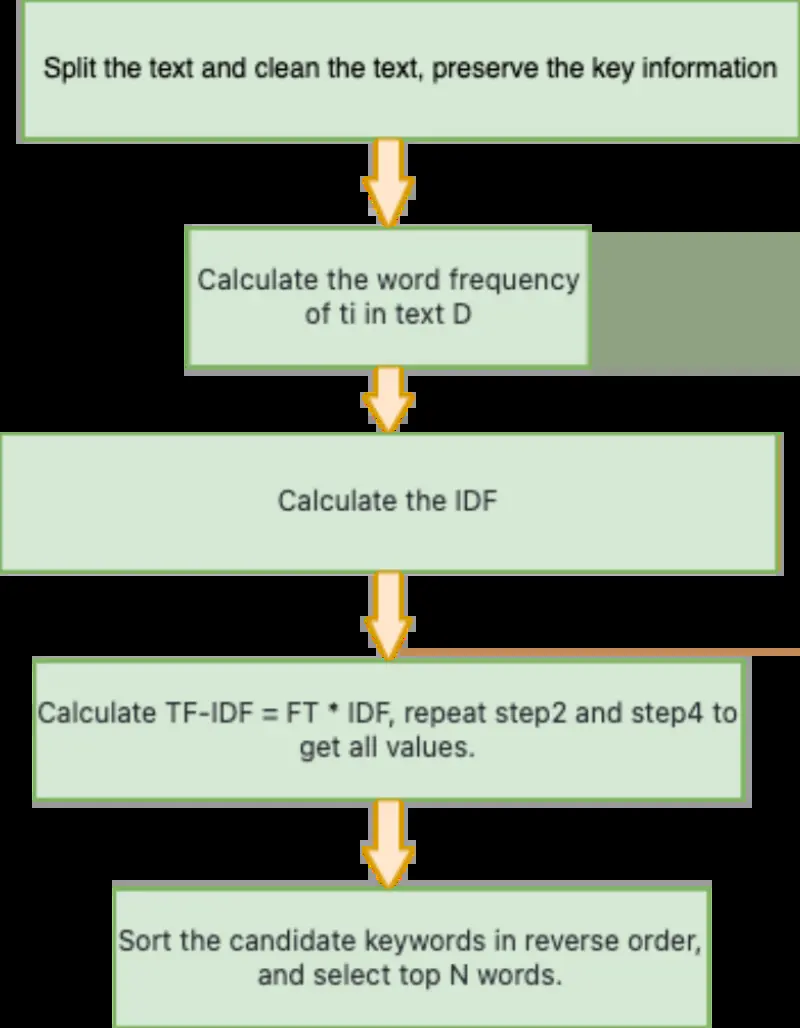 Split the text and clean the text, preserve the key information
Calculate the word frequency
of ti in text D
Calculate the IDF
Calculate TF-IDF = FT * IDF, repeat step2 and step4 to
get all values.
Sort the candidate keywords in reverse order,
and select top N words.